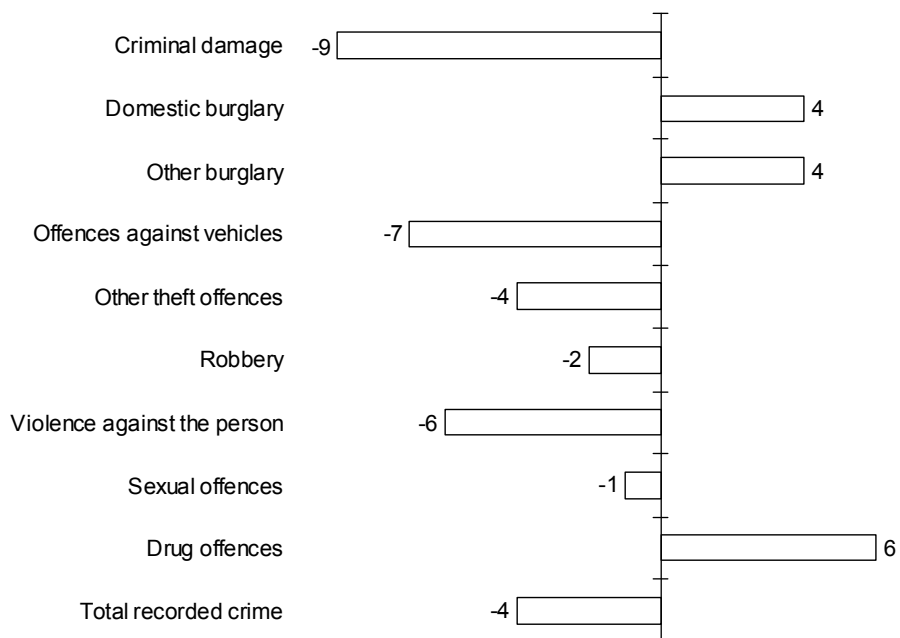 Criminal damage -9
Domestic burglary 4
Other burglary 4
Offences against vehicles -7
Other theft offences -4
Robbery -2
Violence against the person -6
Sexual offences -1
Drug offences 6
Total recorded crime -4